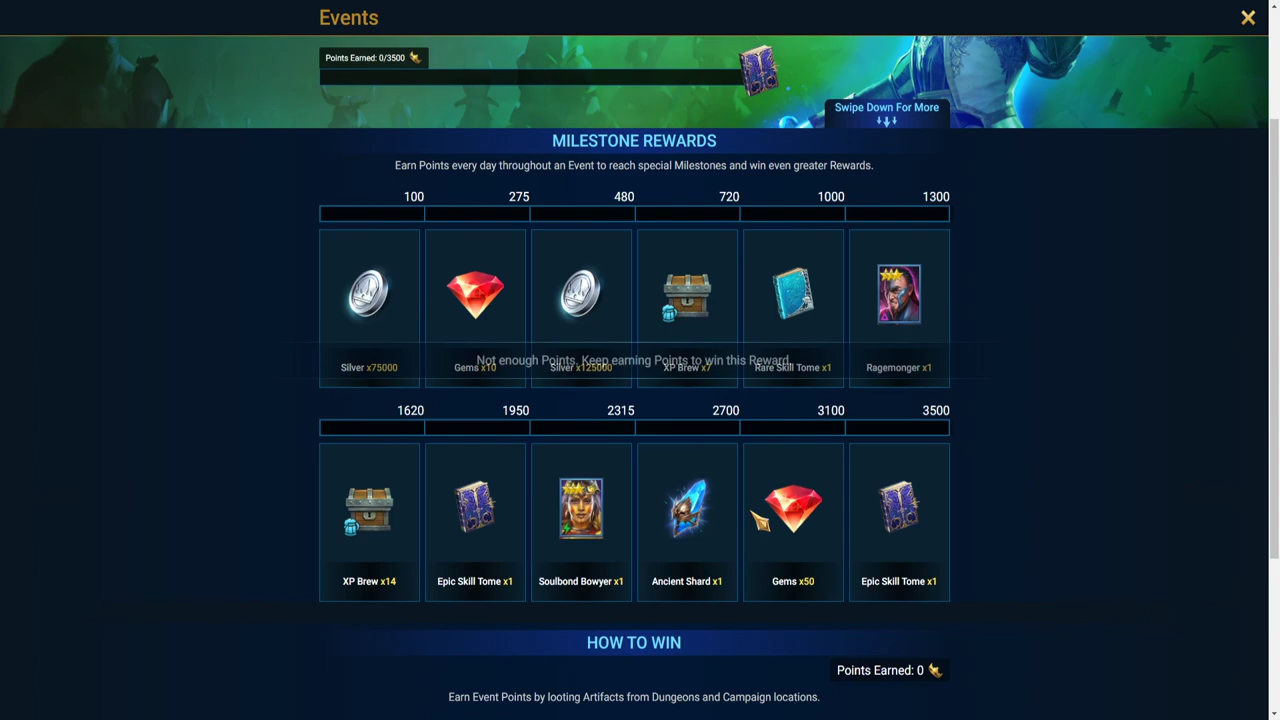 Events
Points Earned: 0/3500
Swipe Down For More
MILESTONE REWARDS
Earn Points every day throughout an Event to reach special Milestones and win even greater Rewards.
100 275 480 720 1000 1300
Not enough Points. Keep earning Points to win this Reward.
Silver x75000 Gems x10 Silver x125000 XP Brew x7 Rare Skill Tome x1 Ragemonger x1
1620 1950 2315 2700 3100 3500
XP Brew x14 Epic Skill Tome x1 Soulbond Bowyer x1 Ancient Shard x1 Gems x50 Epic Skill Tome x1
HOW TO WIN
Points Earned: 0
Earn Event Points by looting Artifacts from Dungeons and Campaign locations.